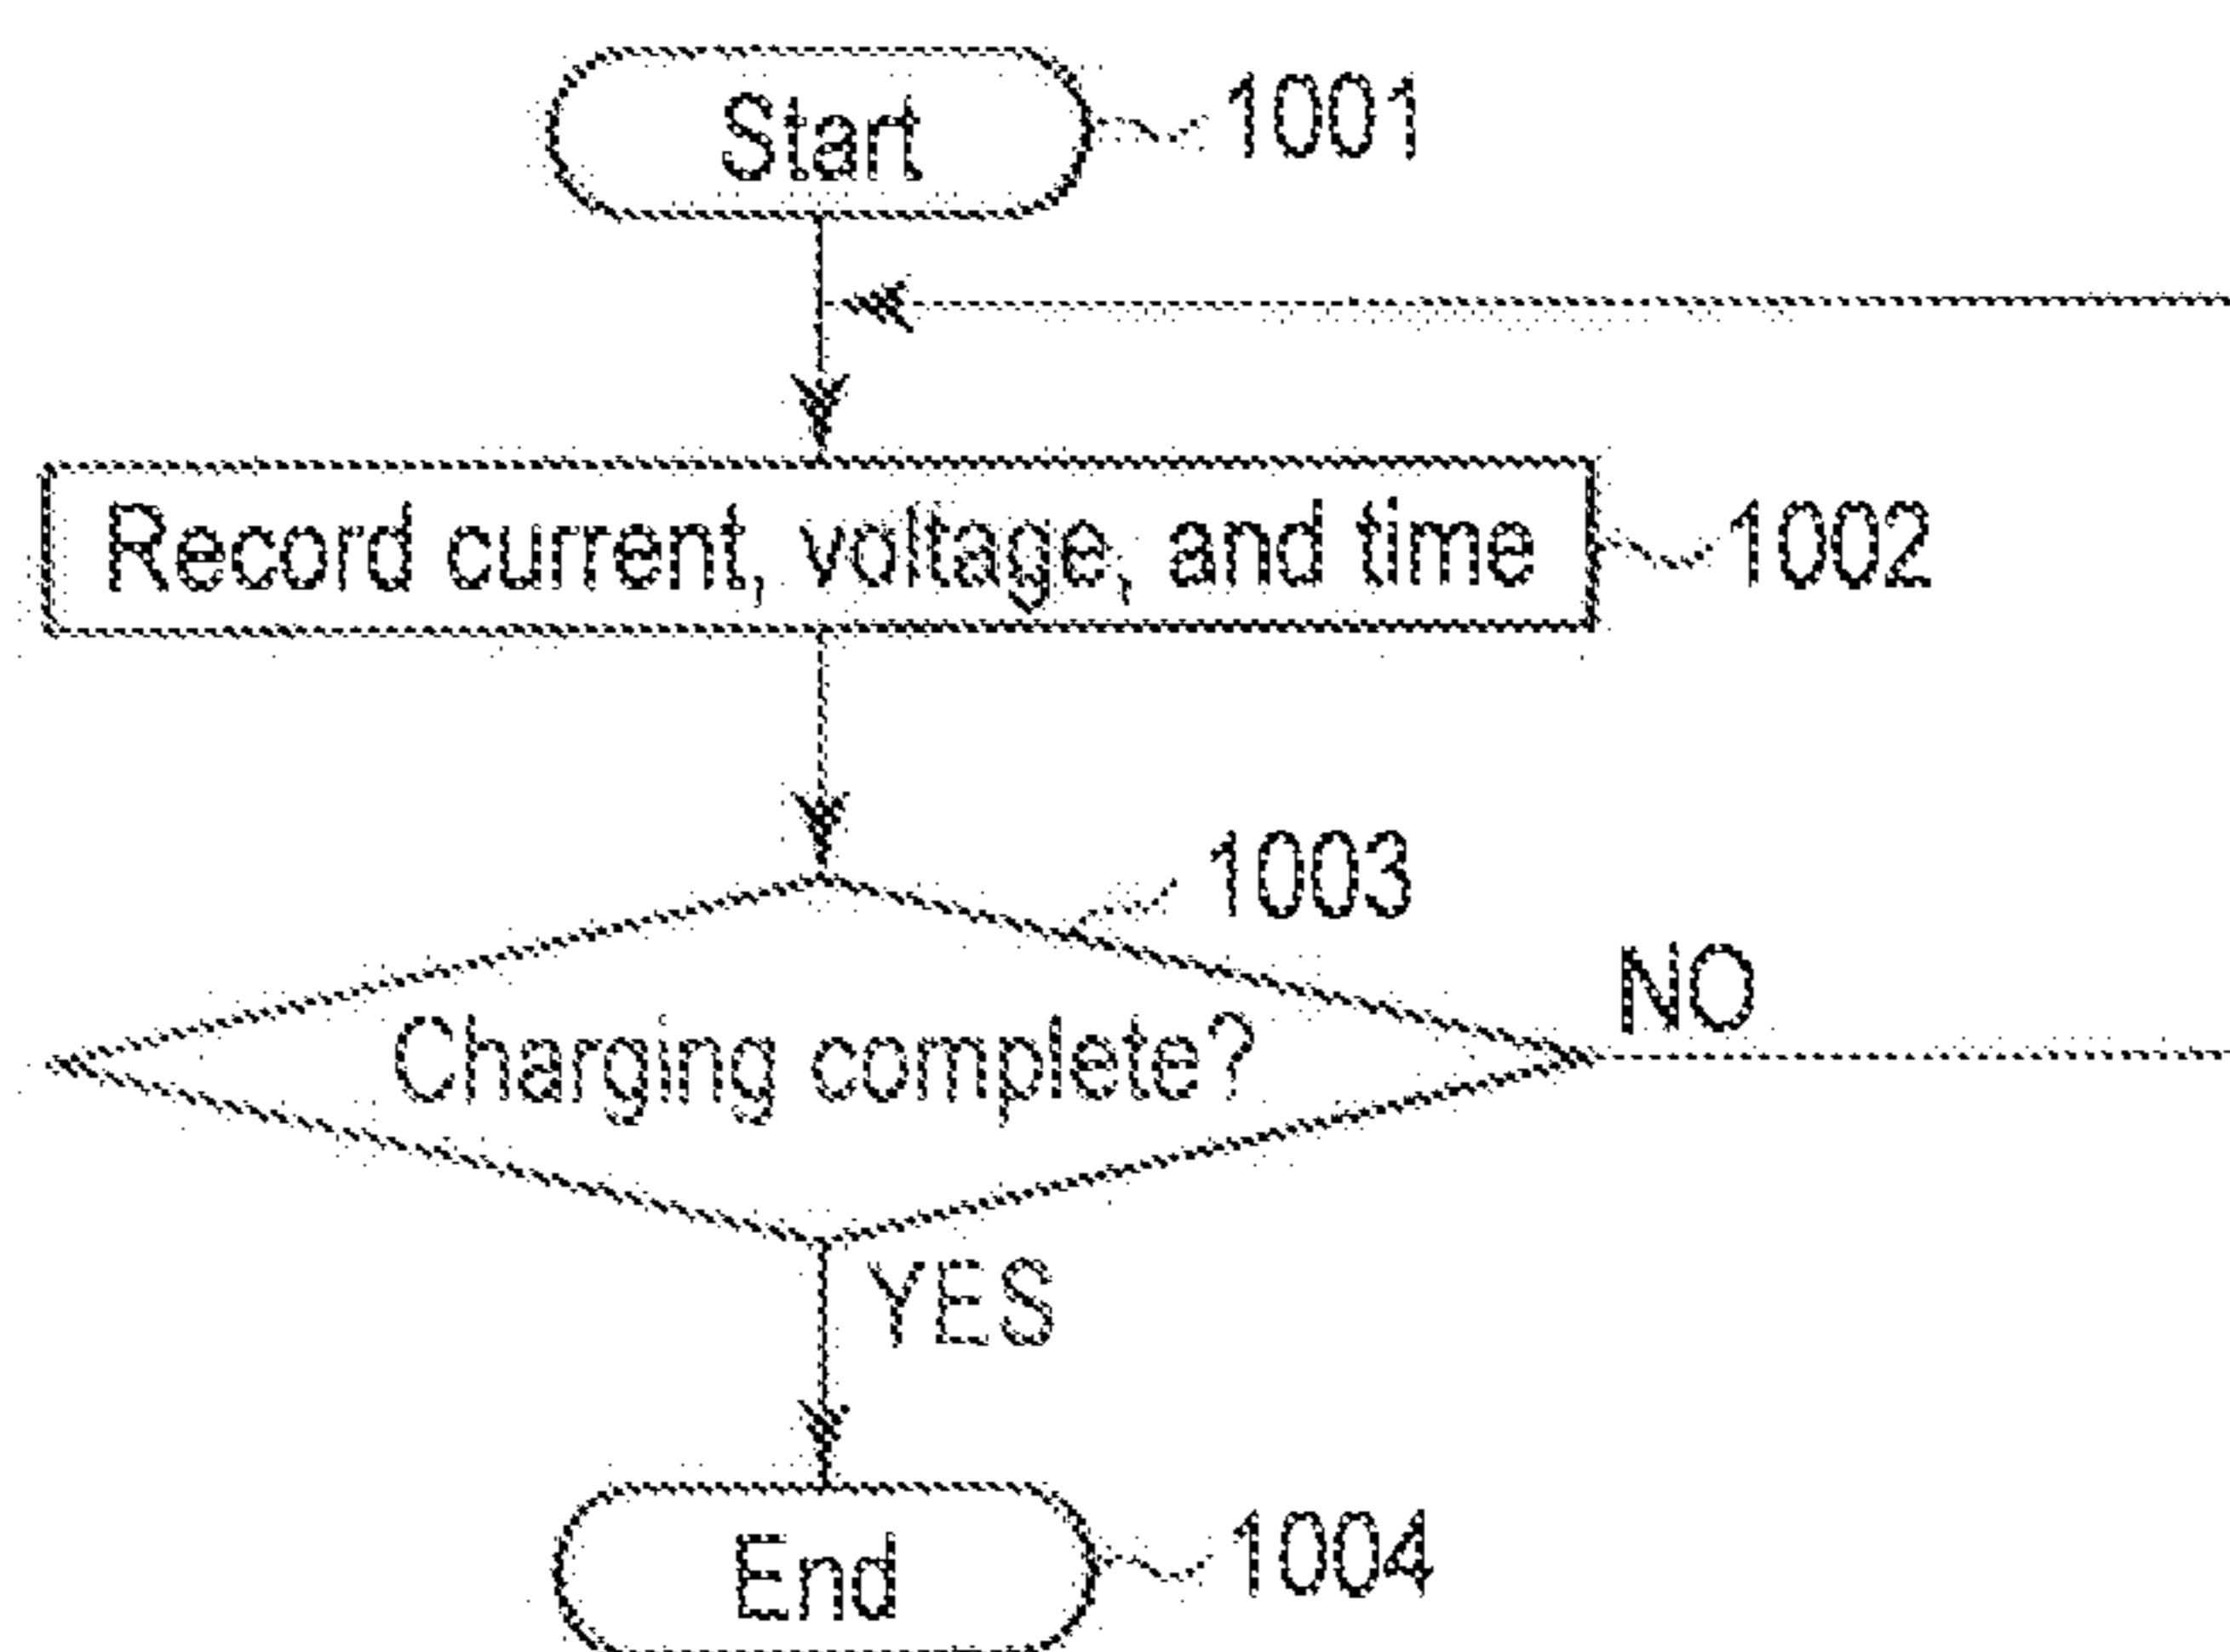 Start 1001
Record current, voltage, and time 1002
1003
NO
Charging complete?
YES
End 1004